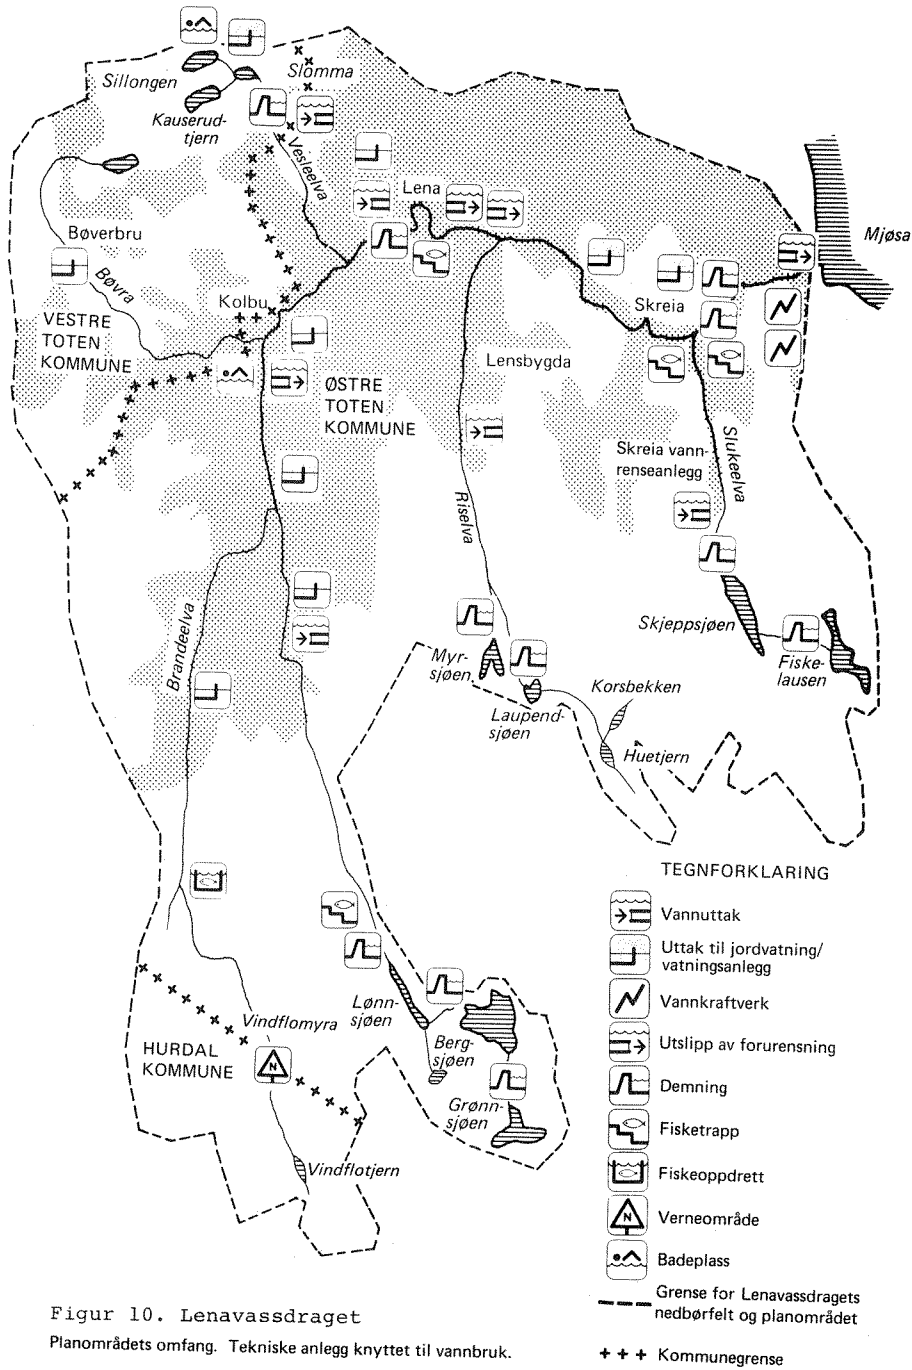 Sillongen
Slomma
Kauserud-
tjern
Vesleelva
Lena
Mjøsa
Bøverbru
Bøvra
Kolbu
Skreia
VESTRE
TOTEN
KOMMUNE
Lensbygda
ØSTRE
TOTEN
KOMMUNE
Slukeelva
Skreia vann-
renseanlegg
Riselva
Brandeelva
Skjeppsjøen
Fiske-
lausen
Myr-
sjøen
Korsbekken
Laupend-
sjøen
Huetjern
Lønn-
sjøen
Vindflomyra
Berg-
sjøen
HURDAL
KOMMUNE
N
Grønn-
sjøen
Vindflotjern
TEGNFORKLARING
Vannuttak
Uttak til jordvatning/
vatningsanlegg
Vannkraftverk
Utslipp av forurensning
Demning
Fisketrapp
Fiskeoppdrett
N
Verneområde
Badeplass
Grense for Lenavassdragets
nedbørfelt og planområdet
Kommunegrense
Figur 10. Lenavassdraget
Planområdets omfang. Tekniske anlegg knyttet til vannbruk.